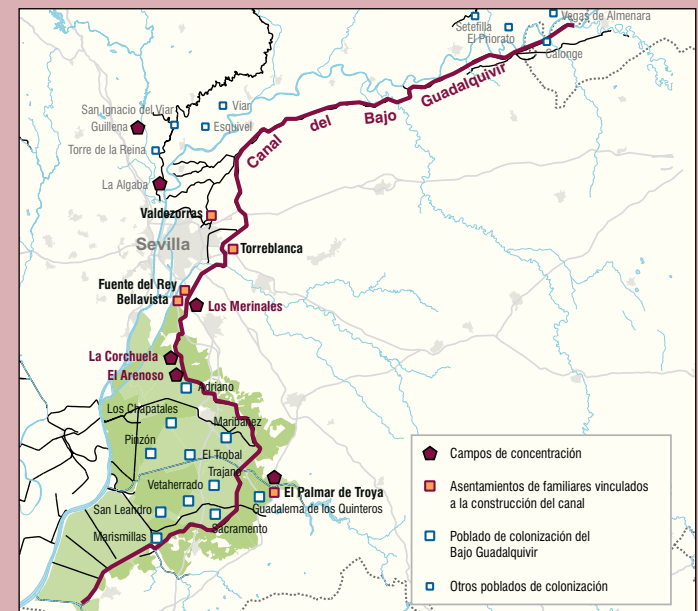 Vegas de Almenara
Setefilla
El Priorato
Calonge
Canal del Bajo Guadalquivir
Viar
San Ignacio del Viar
Guillena
Esquivel
Torre de la Reina
La Algaba
Valdezorras
Sevilla
Torreblanca
Fuente del Rey
Bellavista
Los Merinales
La Corchuela
El Arenoso
Adriano
Los Chapatales
Maribáñez
Pinzón
El Trobal
Trajano
Vetaherrado
El Palmar de Troya
Guadalema de los Quinteros
San Leandro
Sacramento
Marismillas
Campos de concentración
Asentamientos de familiares vinculados
a la construcción del canal
Poblado de colonización del
Bajo Guadalquivir
Otros poblados de colonización